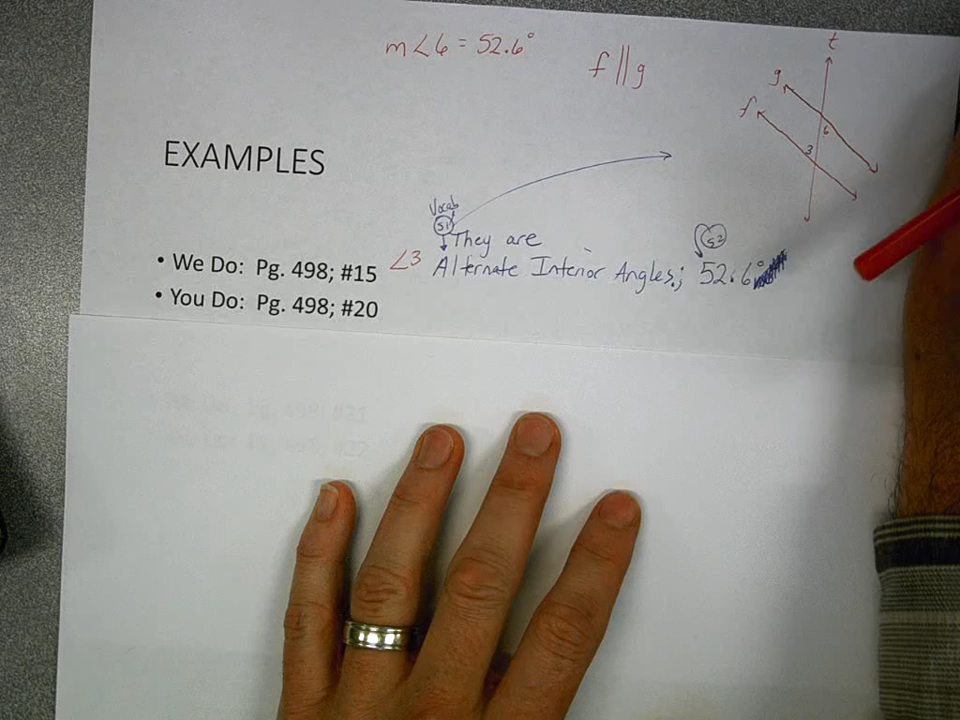 m∠6 = 52.6°
f || g
t
g
f
6
3
EXAMPLES
Vocab
S1
They are
S2
• We Do: Pg. 498; #15
∠3 Alternate Interior Angles; 52.6°
• You Do: Pg. 498; #20